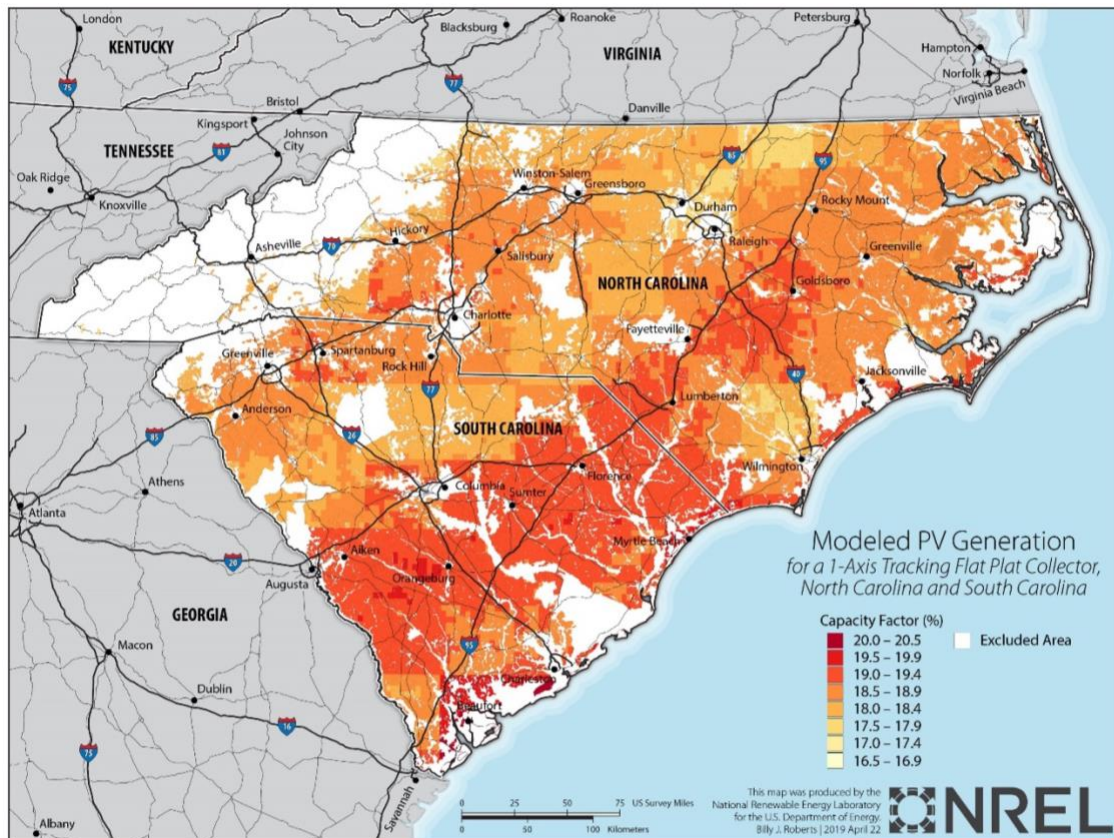 London
KENTUCKY
75
Blacksburg
Roanoke
Petersburg
VIRGINIA
77
Hampton
Norfolk
Virginia Beach
Bristol
Kingsport
Johnson
City
Danville
TENNESSEE
81
Oak Ridge
Knoxville
85
95
Winston-Salem
Greensboro
Durham
Rocky Mount
Raleigh
Hickory
Asheville
Greenville
Salisbury
NORTH CAROLINA
Goldsboro
Charlotte
Fayetteville
Greenville
Spartanburg
Rock Hill
Jacksonville
77
40
Anderson
Lumberton
26
SOUTH CAROLINA
85
Wilmington
Florence
Columbia
Athens
Sumter
Atlanta
Myrtle Beach
20
Aiken
Orangeburg
Augusta
GEORGIA
95
Macon
Charleston
Dublin
Beaufort
16
75
Savannah
Albany
Modeled PV Generation
for a 1-Axis Tracking Flat Plat Collector,
North Carolina and South Carolina
Capacity Factor (%)
20.0 – 20.5
Excluded Area
19.5 – 19.9
19.0 – 19.4
18.5 – 18.9
18.0 – 18.4
17.5 – 17.9
17.0 – 17.4
16.5 – 16.9
0 25 50 75 US Survey Miles
0 50 100 Kilometers
This map was produced by the
National Renewable Energy Laboratory
for the U.S. Department of Energy.
Billy J. Roberts | 2019 April 22
NREL